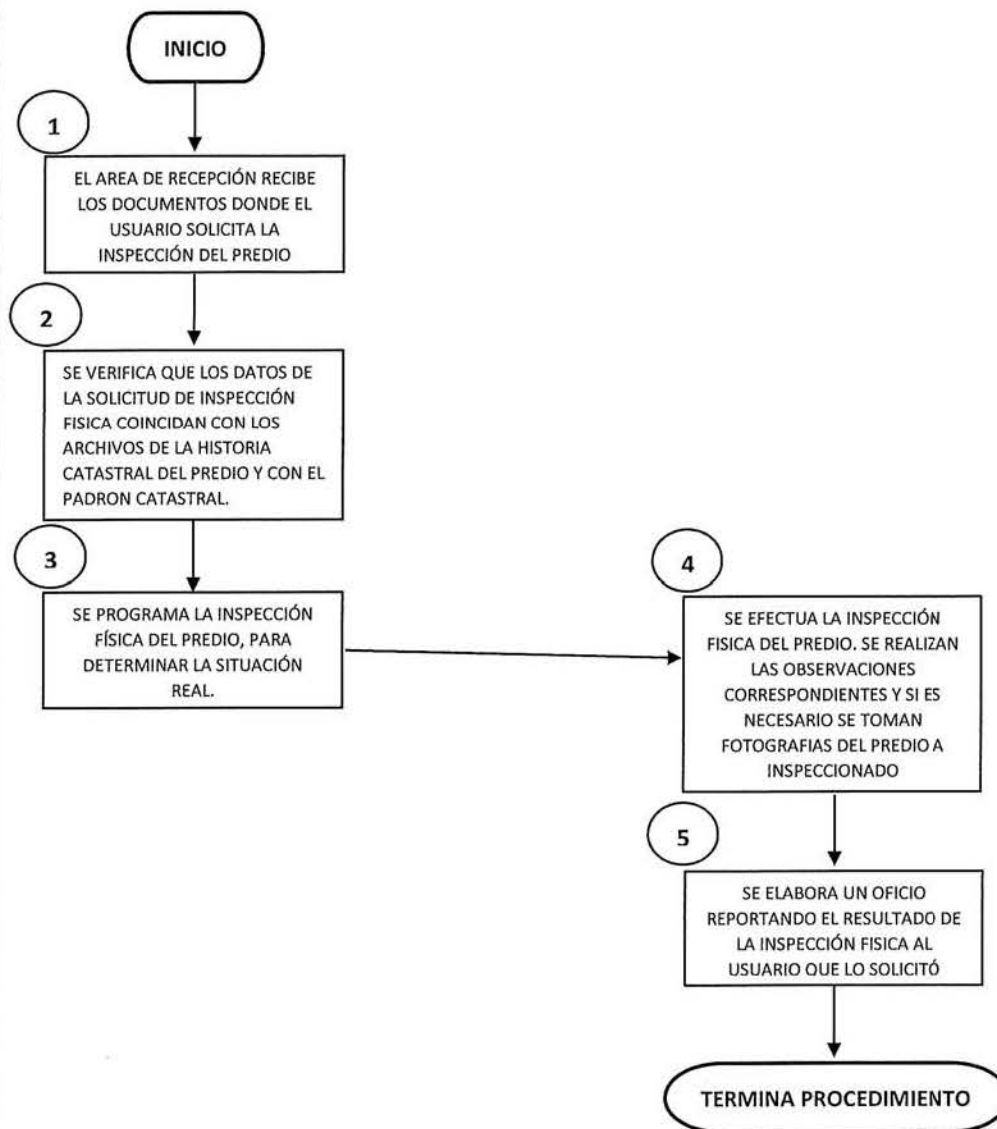 INICIO
1
EL AREA DE RECEPCIÓN RECIBE
LOS DOCUMENTOS DONDE EL
USUARIO SOLICITA LA
INSPECCIÓN DEL PREDIO
2
SE VERIFICA QUE LOS DATOS DE
LA SOLICITUD DE INSPECCIÓN
FISICA COINCIDAN CON LOS
ARCHIVOS DE LA HISTORIA
CATASTRAL DEL PREDIO Y CON EL
PADRON CATASTRAL.
3
SE PROGRAMA LA INSPECCIÓN
FÍSICA DEL PREDIO, PARA
DETERMINAR LA SITUACIÓN
REAL.
4
SE EFECTUA LA INSPECCIÓN
FISICA DEL PREDIO. SE REALIZAN
LAS OBSERVACIONES
CORRESPONDIENTES Y SI ES
NECESARIO SE TOMAN
FOTOGRAFIAS DEL PREDIO A
INSPECCIONADO
5
SE ELABORA UN OFICIO
REPORTANDO EL RESULTADO DE
LA INSPECCIÓN FISICA AL
USUARIO QUE LO SOLICITÓ
TERMINA PROCEDIMIENTO